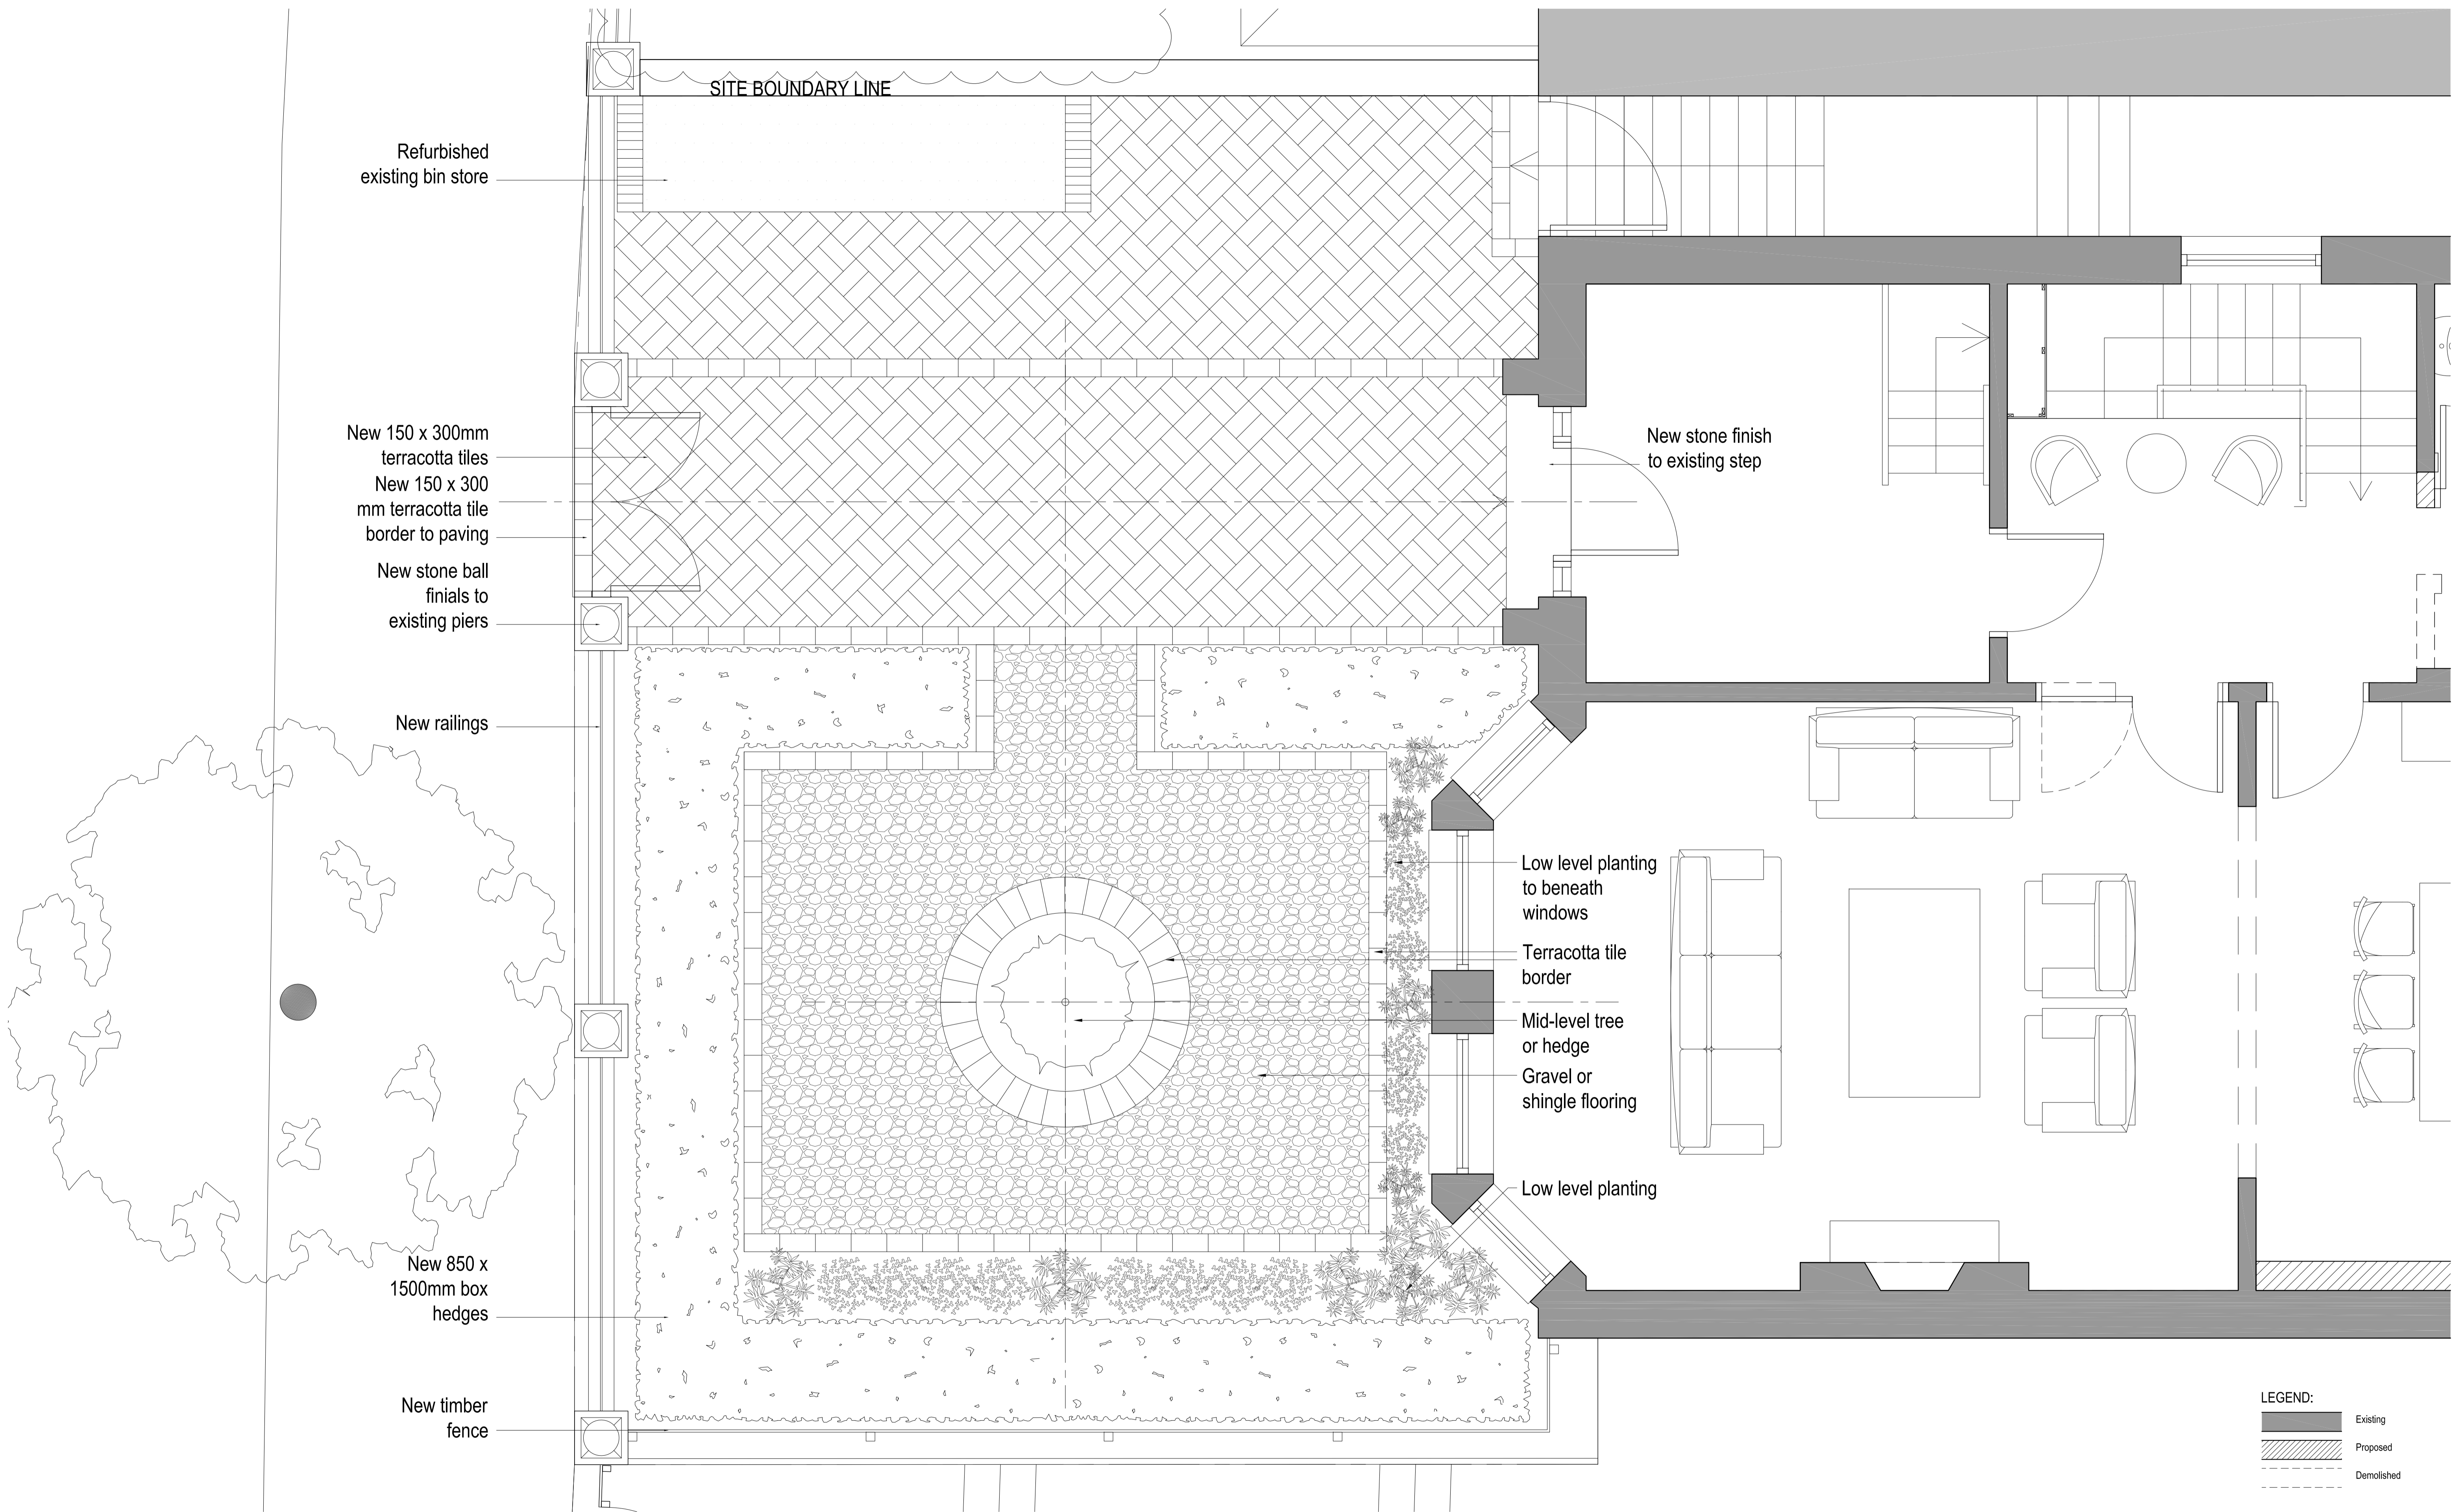 SITE BOUNDARY LINE
Refurbished
existing bin store
New 150 x 300mm
terracotta tiles
New 150 x 300
mm terracotta tile
border to paving
New stone ball
finials to
existing piers
New railings
New 850 x
1500mm box
hedges
New timber
fence
New stone finish
to existing step
Low level planting
to beneath
windows
Terracotta tile
border
Mid-level tree
or hedge
Gravel or
shingle flooring
Low level planting
LEGEND:
Existing
Proposed
Demolished